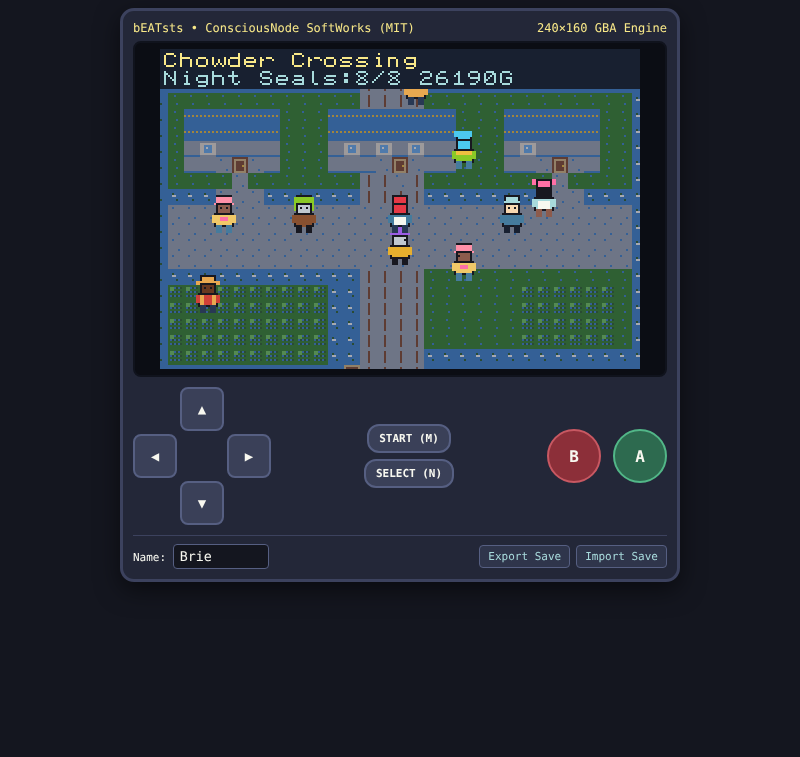 bEATsts • ConsciousNode SoftWorks (MIT)
240×160 GBA Engine
Chowder Crossing
Night Seals:8/8 26190G
▲
◄
►
▼
START (M)
SELECT (N)
B
A
Name: Brie
Export Save
Import Save